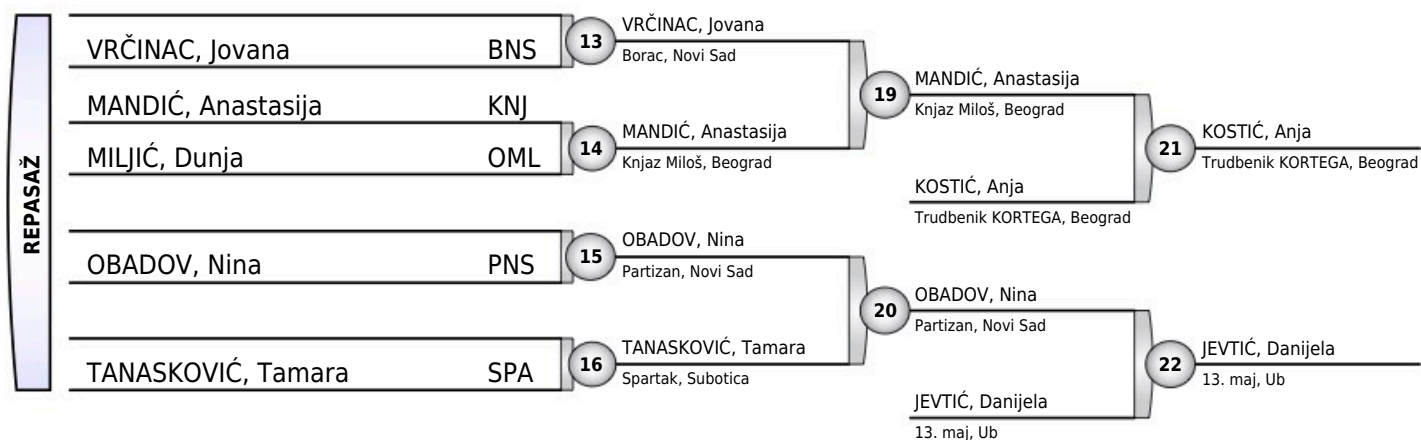 REPASAŽ
VRČINAC, Jovana BNS
MANDIĆ, Anastasija KNJ
MILJIĆ, Dunja OML
OBADOV, Nina PNS
TANASKOVIĆ, Tamara SPA
13
VRČINAC, Jovana
Borac, Novi Sad
14
MANDIĆ, Anastasija
Knjaz Miloš, Beograd
15
OBADOV, Nina
Partizan, Novi Sad
16
TANASKOVIĆ, Tamara
Spartak, Subotica
19
MANDIĆ, Anastasija
Knjaz Miloš, Beograd
KOSTIĆ, Anja
Trudbenik KORTEGA, Beograd
20
OBADOV, Nina
Partizan, Novi Sad
JEVTIĆ, Danijela
13. maj, Ub
21
KOSTIĆ, Anja
Trudbenik KORTEGA, Beograd
22
JEVTIĆ, Danijela
13. maj, Ub